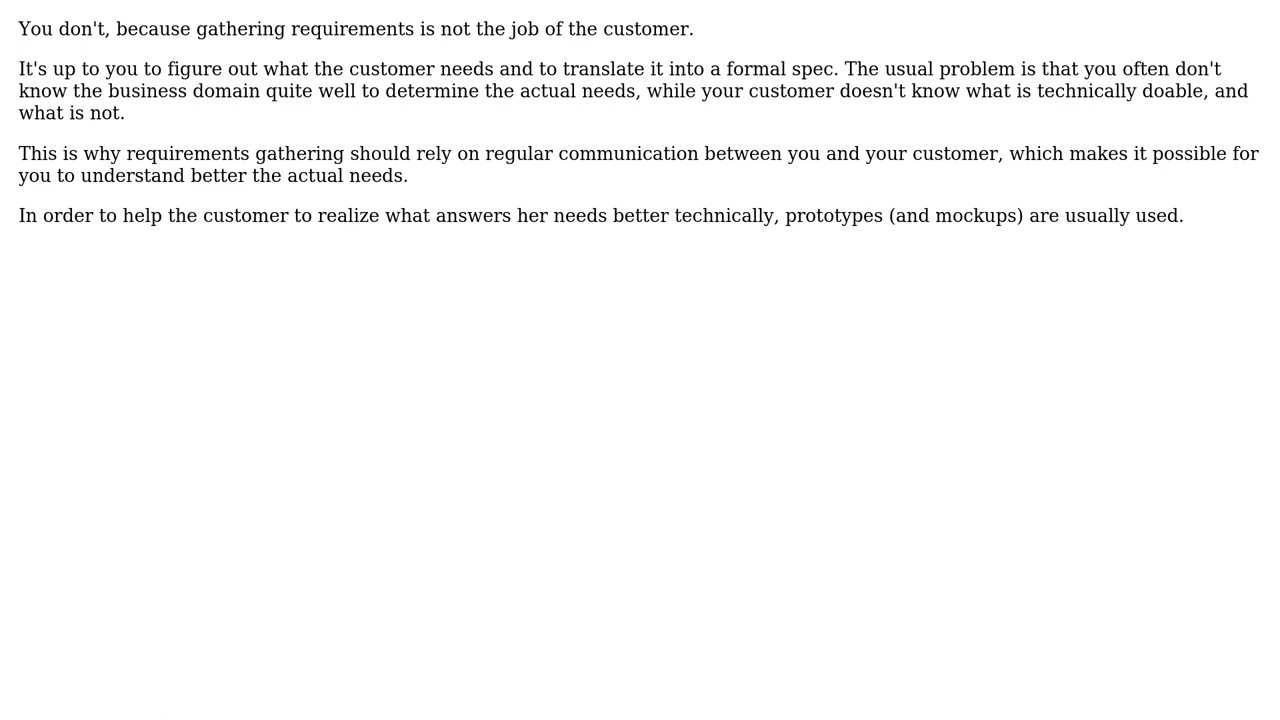 You don't, because gathering requirements is not the job of the customer.
It's up to you to figure out what the customer needs and to translate it into a formal spec. The usual problem is that you often don't
know the business domain quite well to determine the actual needs, while your customer doesn't know what is technically doable, and
what is not.
This is why requirements gathering should rely on regular communication between you and your customer, which makes it possible for
you to understand better the actual needs.
In order to help the customer to realize what answers her needs better technically, prototypes (and mockups) are usually used.